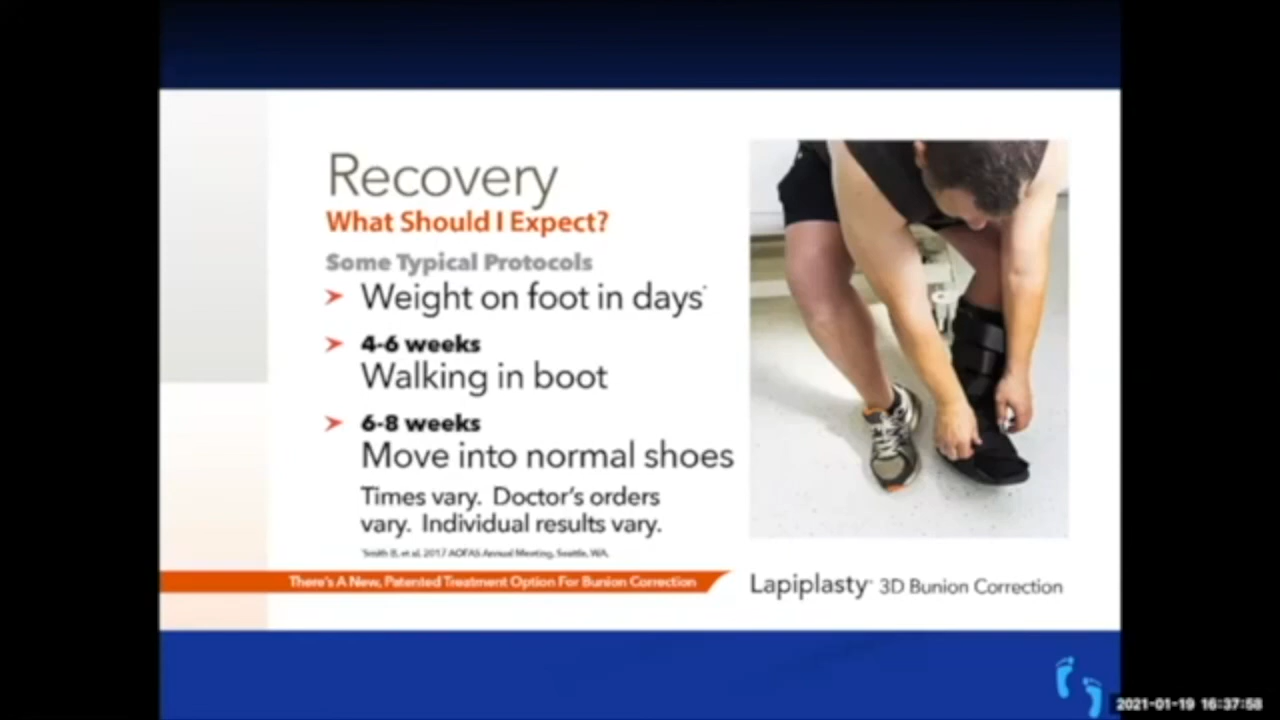 Recovery
What Should I Expect?
Some Typical Protocols
Weight on foot in days*
4-6 weeks
Walking in boot
6-8 weeks
Move into normal shoes
Times vary. Doctor's orders
vary. Individual results vary.
*Smith B, et al, 2017 AOFAS Annual Meeting, Seattle, WA.
There's A New, Patented Treatment Option For Bunion Correction
Lapiplasty 3D Bunion Correction
2021-01-19 16:37:58